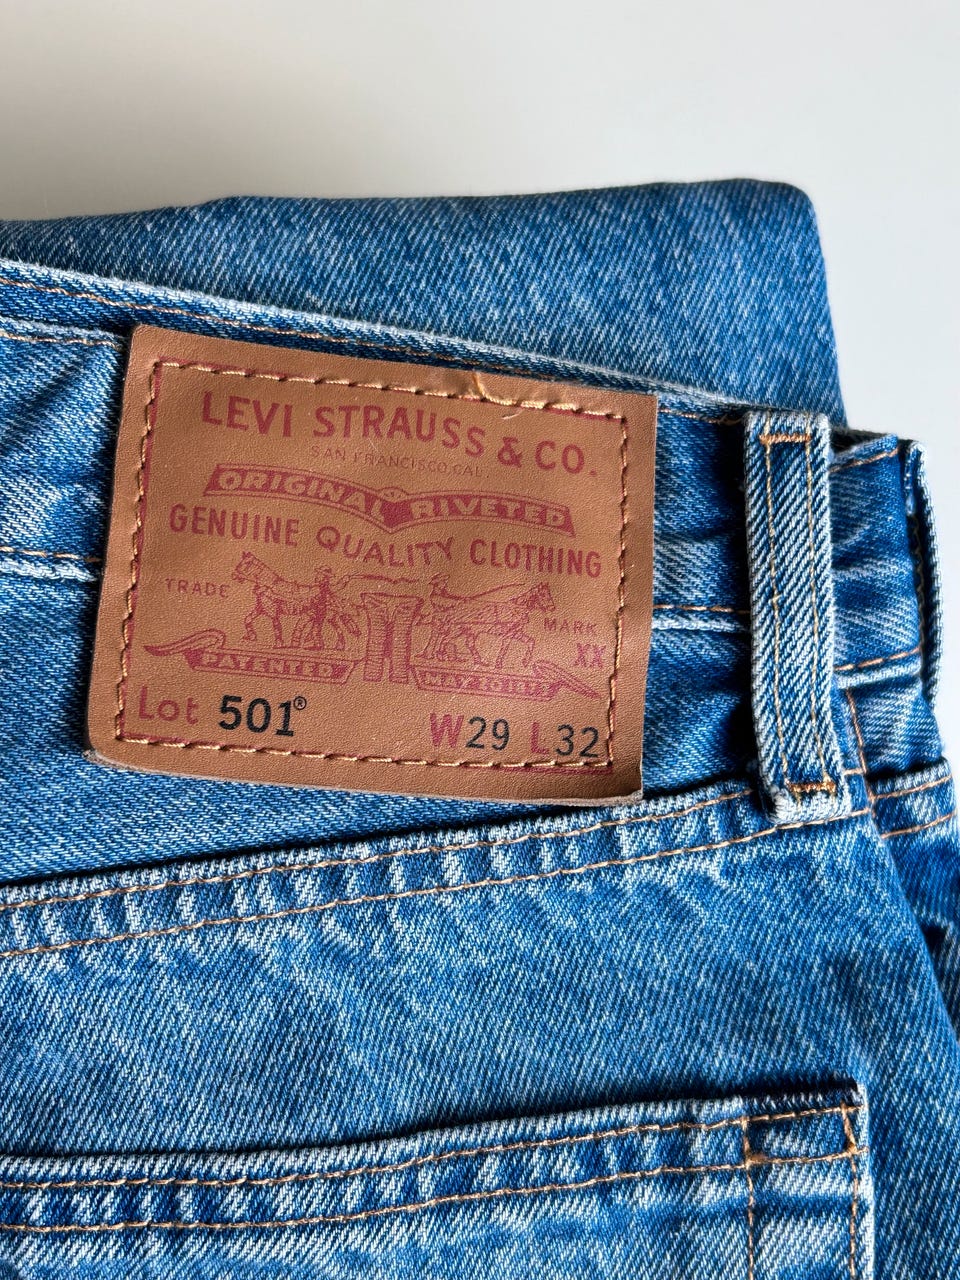 LEVI STRAUSS & CO.
SAN FRANCISCO CAL.
ORIGINAL RIVETED
GENUINE QUALITY CLOTHING
TRADE MARK
XX
PATENTED MAY 20 1873
Lot 501® W29 L32